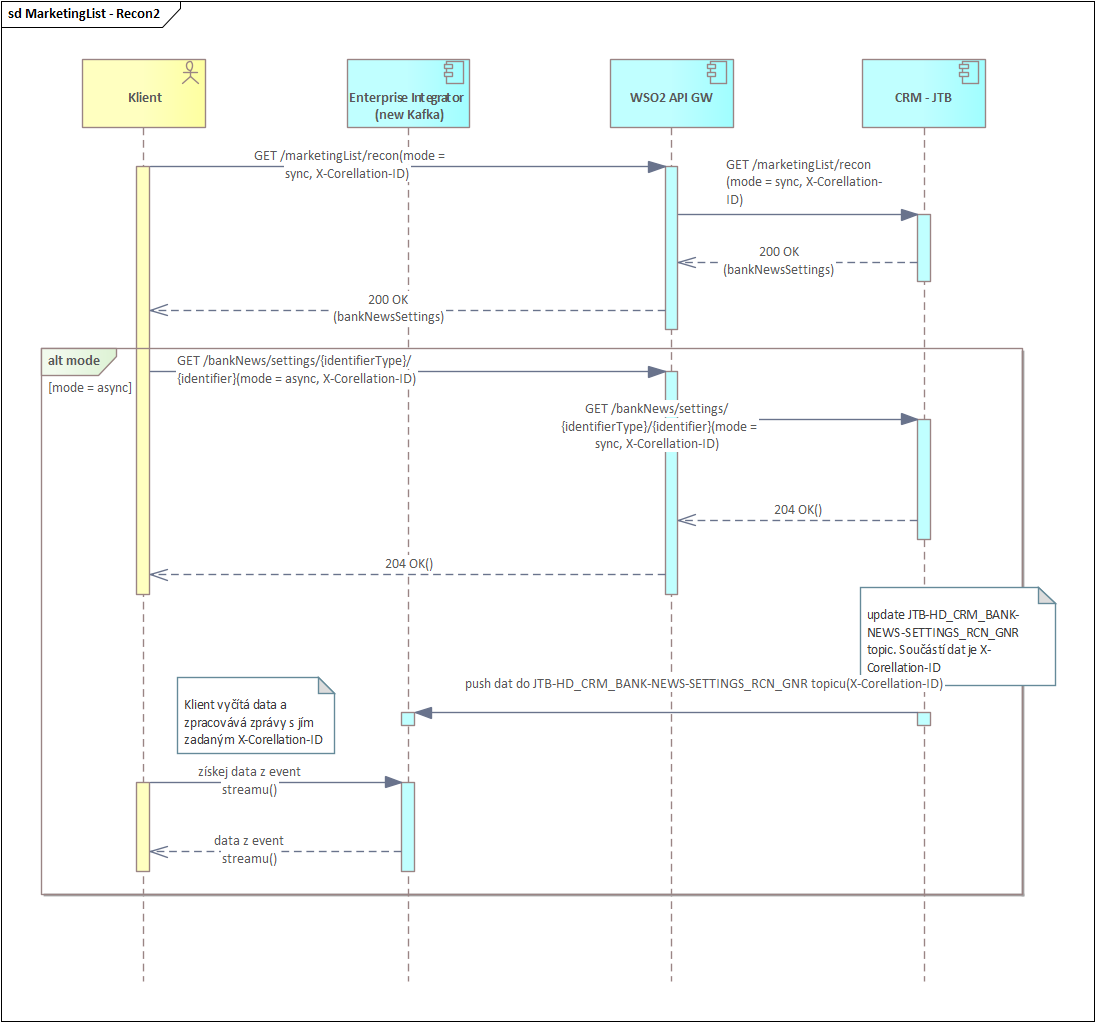 sd MarketingList - Recon2
Klient
Enterprise Integrator
(new Kafka)
WSO2 API GW
CRM - JTB
GET /marketingList/recon(mode =
sync, X-Corellation-ID)
GET /marketingList/recon
(mode = sync, X-Corellation-
ID)
200 OK
(bankNewsSettings)
200 OK
(bankNewsSettings)
alt mode
[mode = async]
GET /bankNews/settings/{identifierType}/
{identifier}(mode = async, X-Corellation-ID)
GET /bankNews/settings/
{identifierType}/{identifier}(mode =
sync, X-Corellation-ID)
204 OK()
204 OK()
update JTB-HD_CRM_BANK-
NEWS-SETTINGS_RCN_GNR
topic. Součástí dat je X-
Corellation-ID
push dat do JTB-HD_CRM_BANK-NEWS-SETTINGS_RCN_GNR topicu(X-Corellation-ID)
Klient vyčítá data a
zpracovává zprávy s jím
zadaným X-Corellation-ID
získej data z event
streamu()
data z event
streamu()